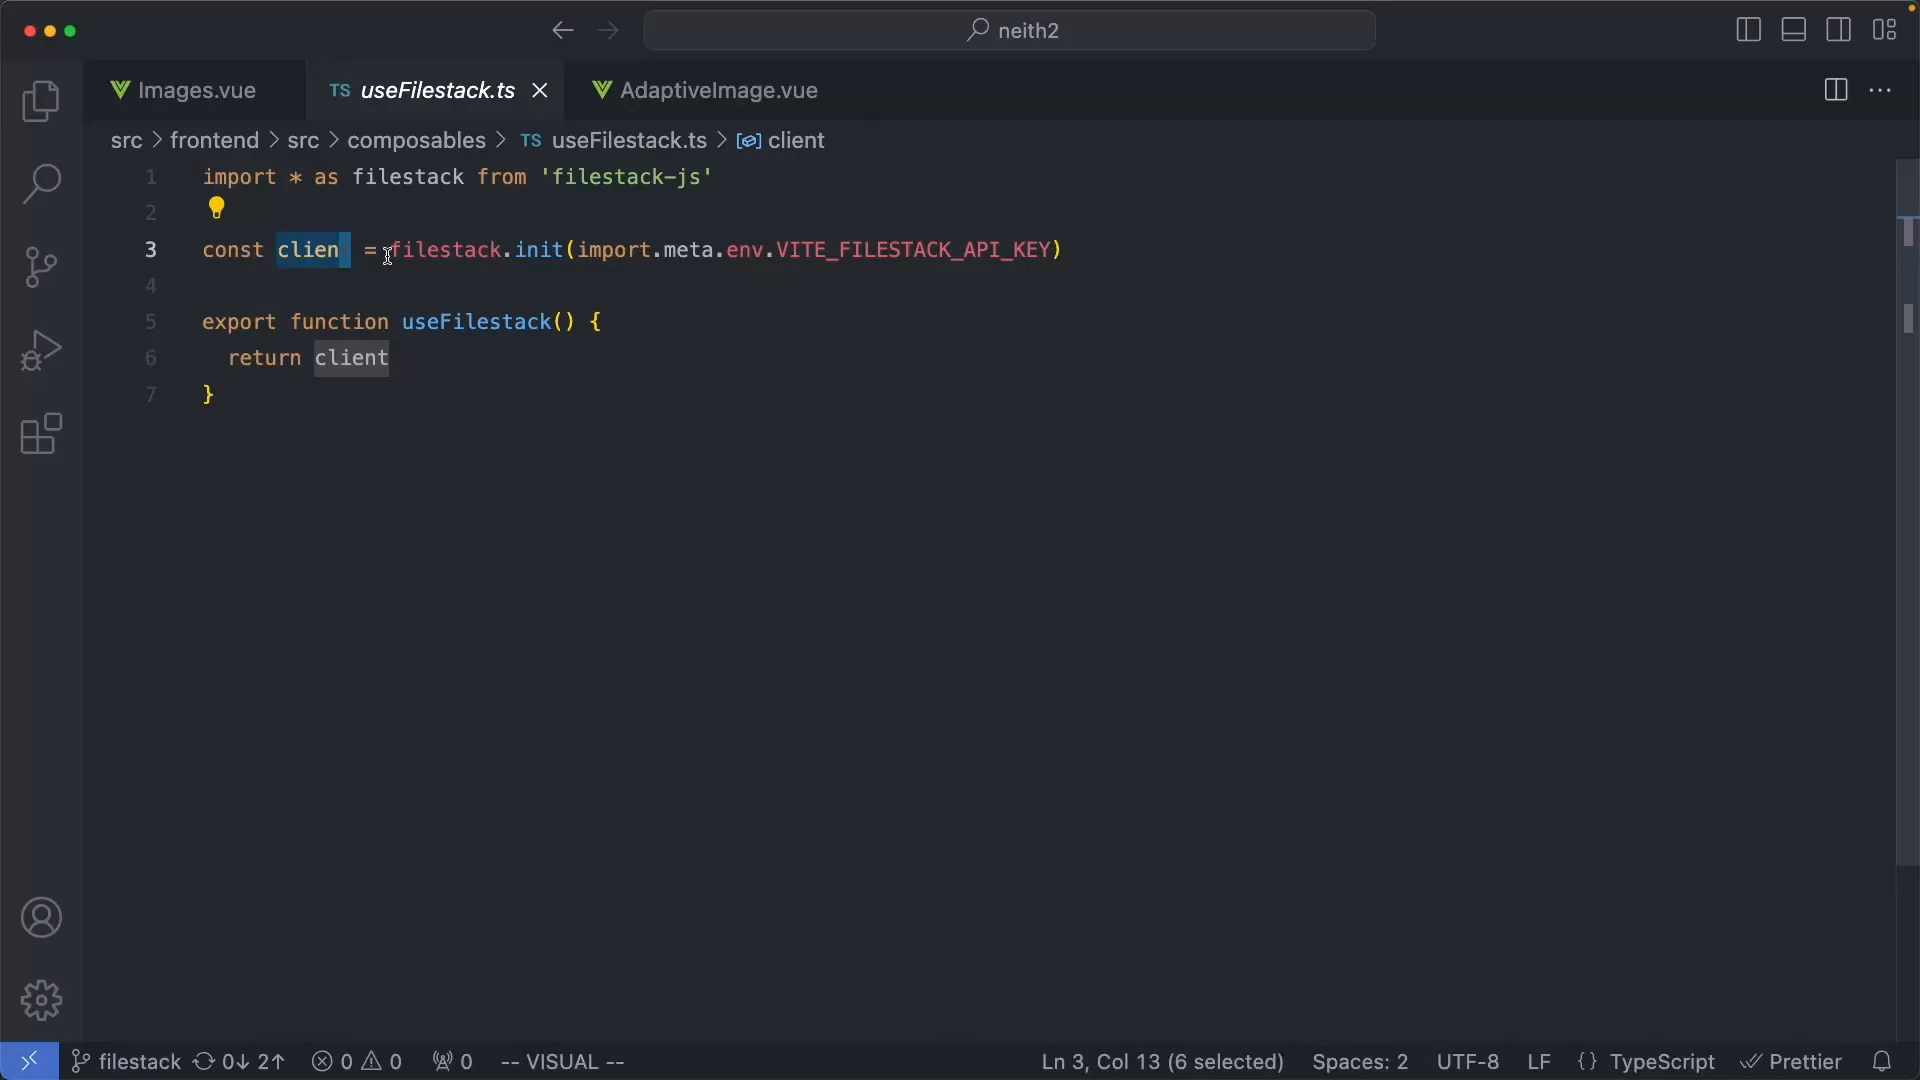 neith2
Images.vue
TS useFilestack.ts
AdaptiveImage.vue
src > frontend > src > composables > TS useFilestack.ts > client
1 import * as filestack from 'filestack-js'
2
3 const client = filestack.init(import.meta.env.VITE_FILESTACK_API_KEY)
4
5 export function useFilestack() {
6 return client
7 }
filestack 0↓ 2↑ 0 0 0 -- VISUAL -- Ln 3, Col 13 (6 selected) Spaces: 2 UTF-8 LF {} TypeScript Prettier